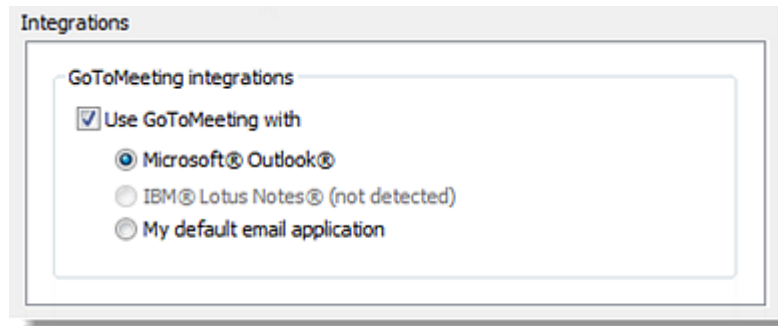 Integrations
GoToMeeting integrations
Use GoToMeeting with
Microsoft® Outlook®
IBM® Lotus Notes® (not detected)
My default email application